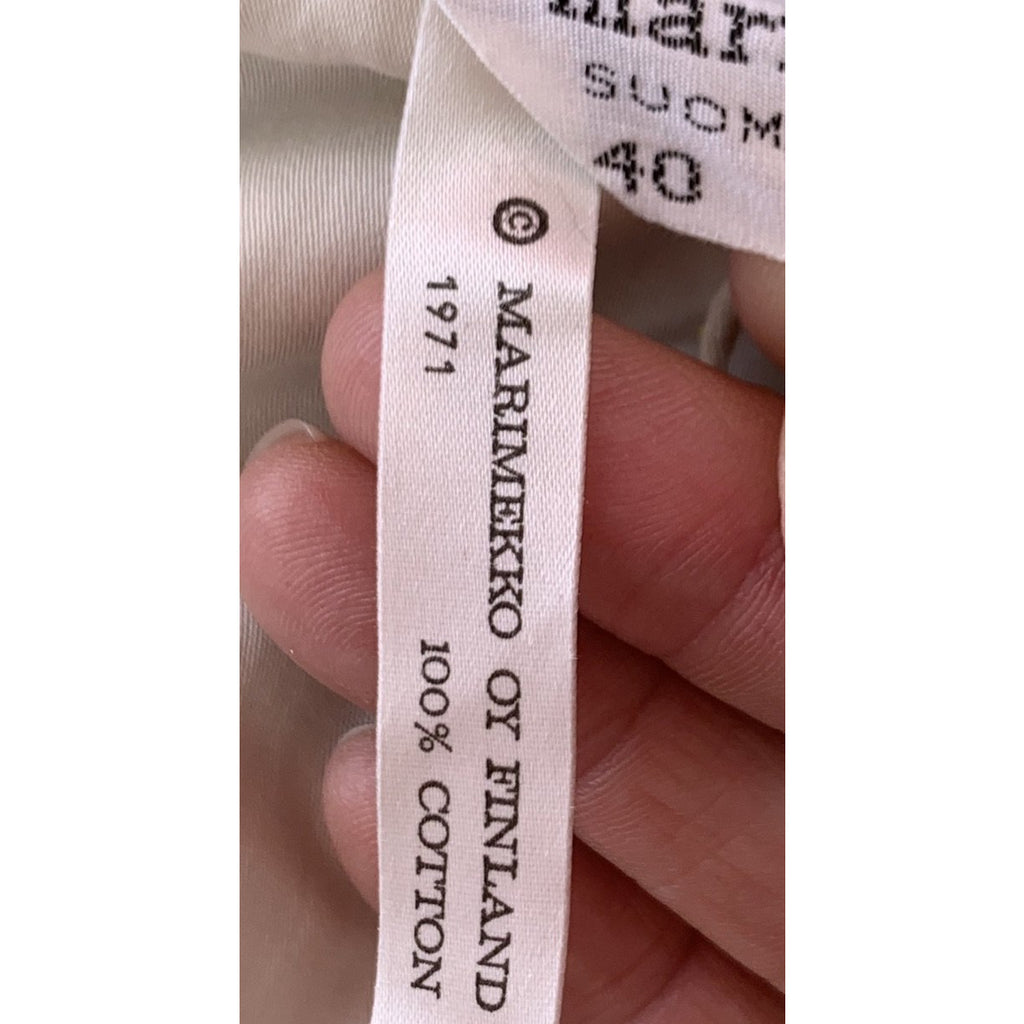 SUOM
40
© MARIMEKKO OY FINLAND
1971 100% COTTON